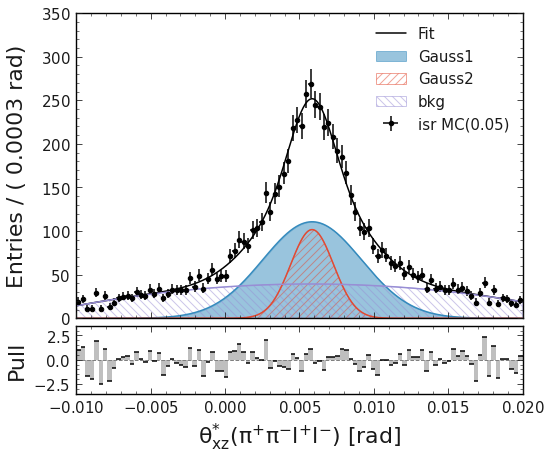 350
300
250
200
150
100
50
0
Entries / ( 0.0003 rad)
Fit
Gauss1
Gauss2
bkg
isr MC(0.05)
2.5
0.0
−2.5
Pull
−0.010 −0.005 0.000 0.005 0.010 0.015 0.020
θ*xz(π⁺π⁻l⁺l⁻) [rad]